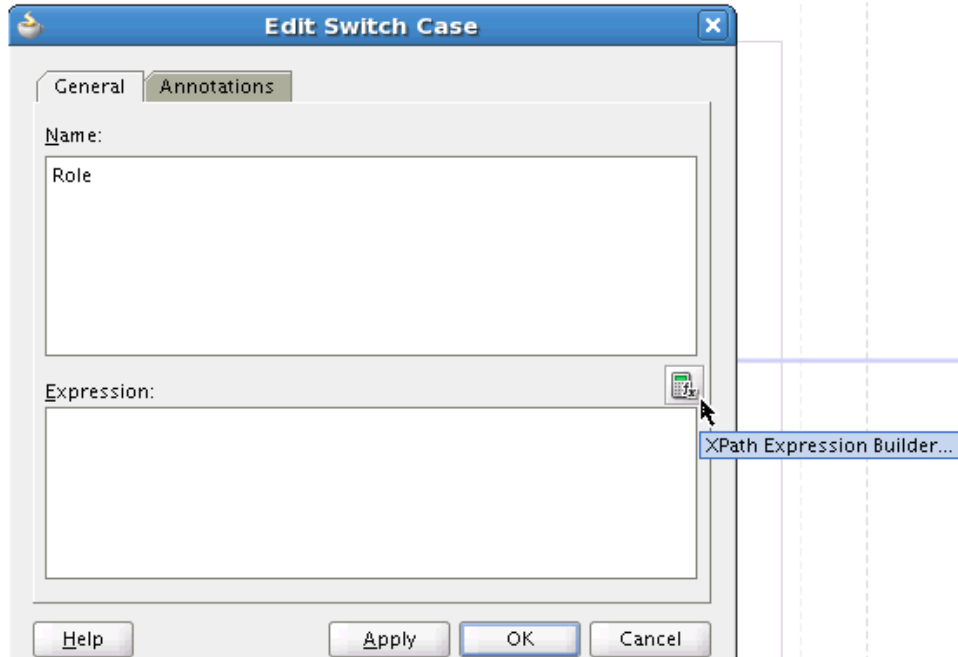 Edit Switch Case
General Annotations
Name:
Role
Expression:
XPath Expression Builder...
Help Apply OK Cancel